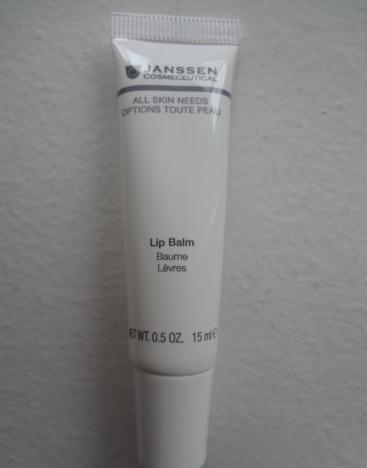 JANSSEN
COSMECEUTICAL
ALL SKIN NEEDS
OPTIONS TOUTE PEAU
Lip Balm
Baume
Lèvres
NET WT. 0.5 OZ. 15 ml e